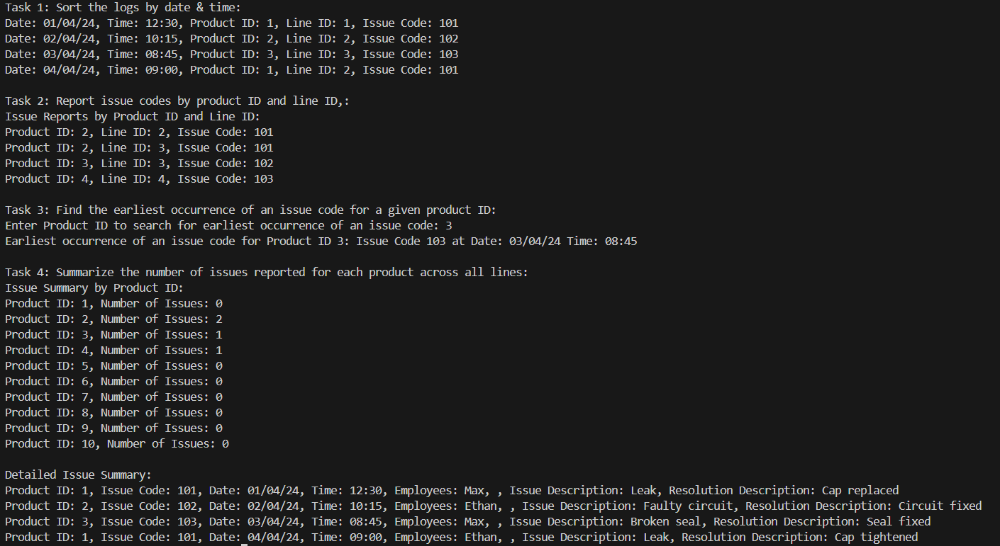 Task 1: Sort the logs by date & time:
Date: 01/04/24, Time: 12:30, Product ID: 1, Line ID: 1, Issue Code: 101
Date: 02/04/24, Time: 10:15, Product ID: 2, Line ID: 2, Issue Code: 102
Date: 03/04/24, Time: 08:45, Product ID: 3, Line ID: 3, Issue Code: 103
Date: 04/04/24, Time: 09:00, Product ID: 1, Line ID: 2, Issue Code: 101

Task 2: Report issue codes by product ID and line ID,:
Issue Reports by Product ID and Line ID:
Product ID: 2, Line ID: 2, Issue Code: 101
Product ID: 2, Line ID: 3, Issue Code: 101
Product ID: 3, Line ID: 3, Issue Code: 102
Product ID: 4, Line ID: 4, Issue Code: 103

Task 3: Find the earliest occurrence of an issue code for a given product ID:
Enter Product ID to search for earliest occurrence of an issue code: 3
Earliest occurrence of an issue code for Product ID 3: Issue Code 103 at Date: 03/04/24 Time: 08:45

Task 4: Summarize the number of issues reported for each product across all lines:
Issue Summary by Product ID:
Product ID: 1, Number of Issues: 0
Product ID: 2, Number of Issues: 2
Product ID: 3, Number of Issues: 1
Product ID: 4, Number of Issues: 1
Product ID: 5, Number of Issues: 0
Product ID: 6, Number of Issues: 0
Product ID: 7, Number of Issues: 0
Product ID: 8, Number of Issues: 0
Product ID: 9, Number of Issues: 0
Product ID: 10, Number of Issues: 0

Detailed Issue Summary:
Product ID: 1, Issue Code: 101, Date: 01/04/24, Time: 12:30, Employees: Max, , Issue Description: Leak, Resolution Description: Cap replaced
Product ID: 2, Issue Code: 102, Date: 02/04/24, Time: 10:15, Employees: Ethan, , Issue Description: Faulty circuit, Resolution Description: Circuit fixed
Product ID: 3, Issue Code: 103, Date: 03/04/24, Time: 08:45, Employees: Max, , Issue Description: Broken seal, Resolution Description: Seal fixed
Product ID: 1, Issue Code: 101, Date: 04/04/24, Time: 09:00, Employees: Ethan, , Issue Description: Leak, Resolution Description: Cap tightened